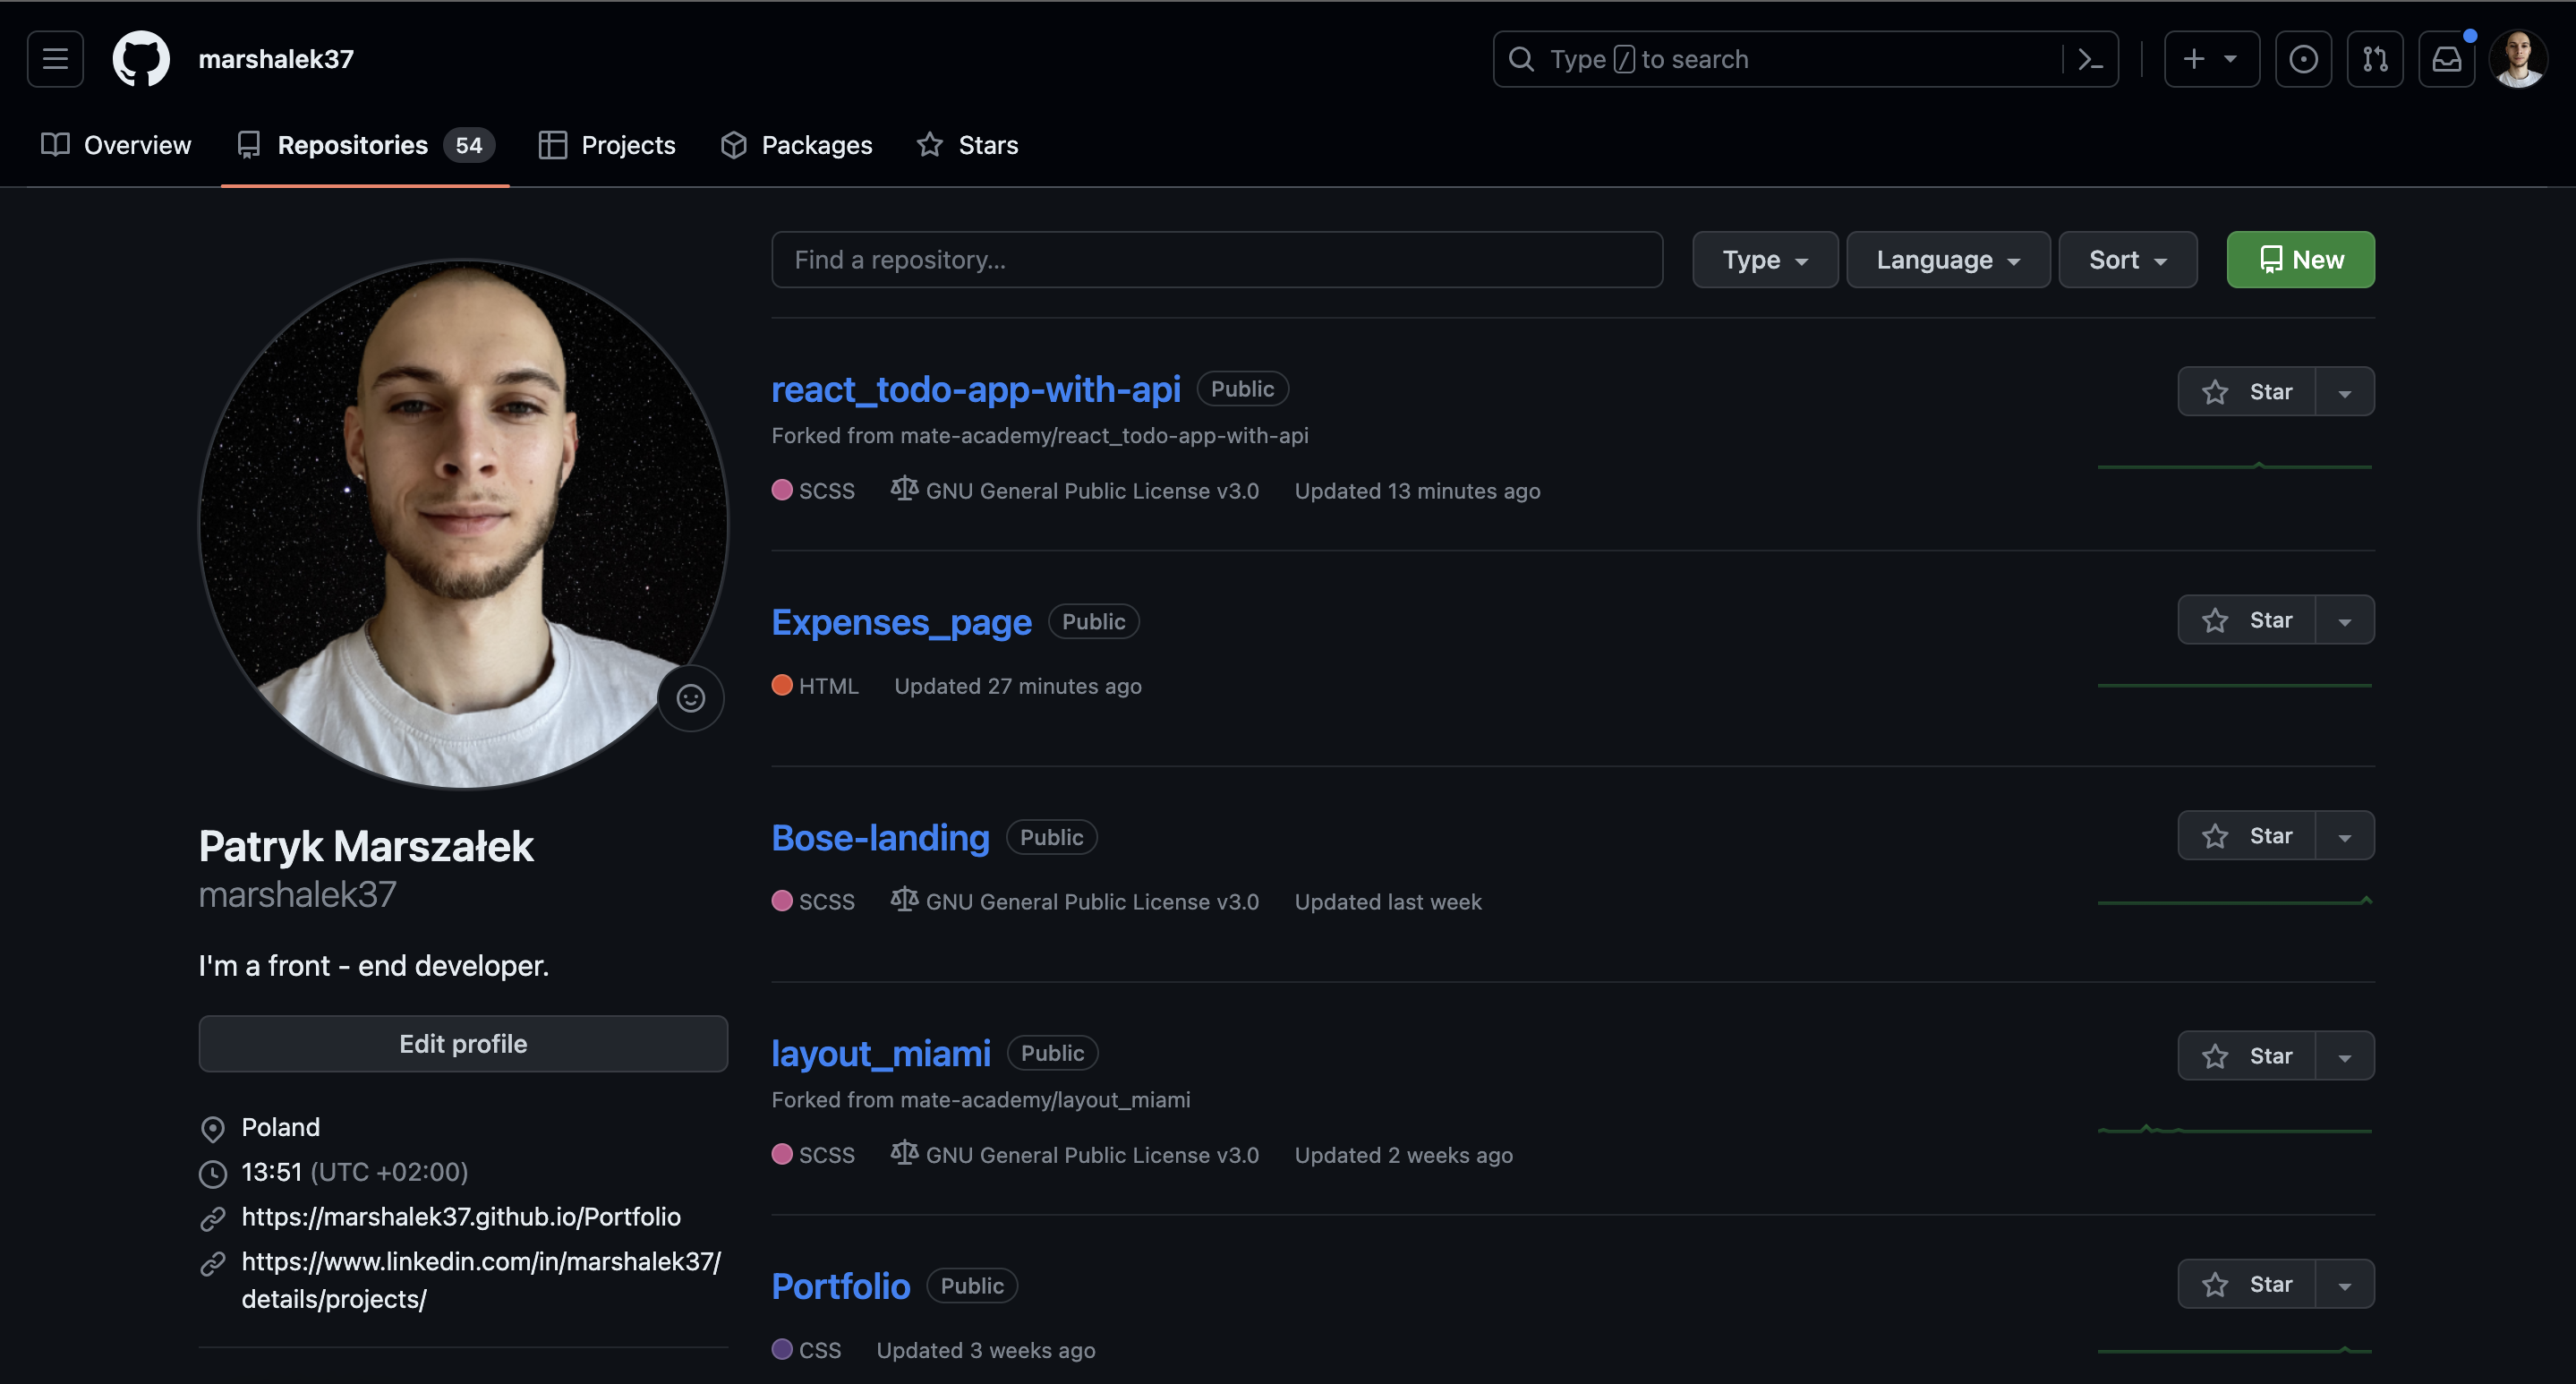 marshalek37
Type / to search
Overview
Repositories 54
Projects
Packages
Stars
Find a repository...
Type
Language
Sort
New
react_todo-app-with-api Public
Star
Forked from mate-academy/react_todo-app-with-api
SCSS GNU General Public License v3.0 Updated 13 minutes ago
Expenses_page Public
Star
HTML Updated 27 minutes ago
Bose-landing Public
Star
SCSS GNU General Public License v3.0 Updated last week
layout_miami Public
Star
Forked from mate-academy/layout_miami
SCSS GNU General Public License v3.0 Updated 2 weeks ago
Portfolio Public
Star
CSS Updated 3 weeks ago
Patryk Marszałek
marshalek37
I'm a front - end developer.
Edit profile
Poland
13:51 (UTC +02:00)
https://marshalek37.github.io/Portfolio
https://www.linkedin.com/in/marshalek37/
details/projects/